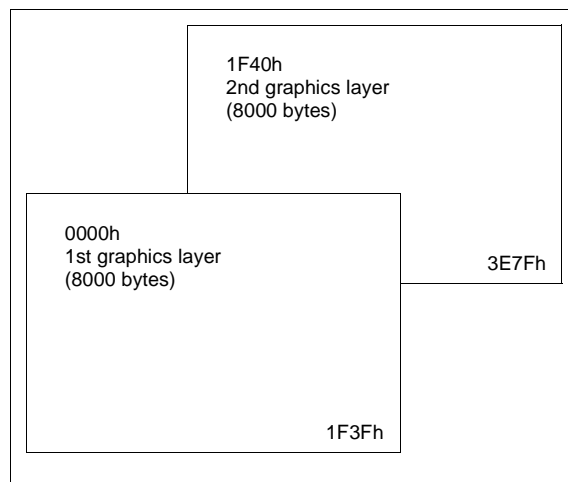 1F40h
2nd graphics layer
(8000 bytes)
3E7Fh
0000h
1st graphics layer
(8000 bytes)
1F3Fh